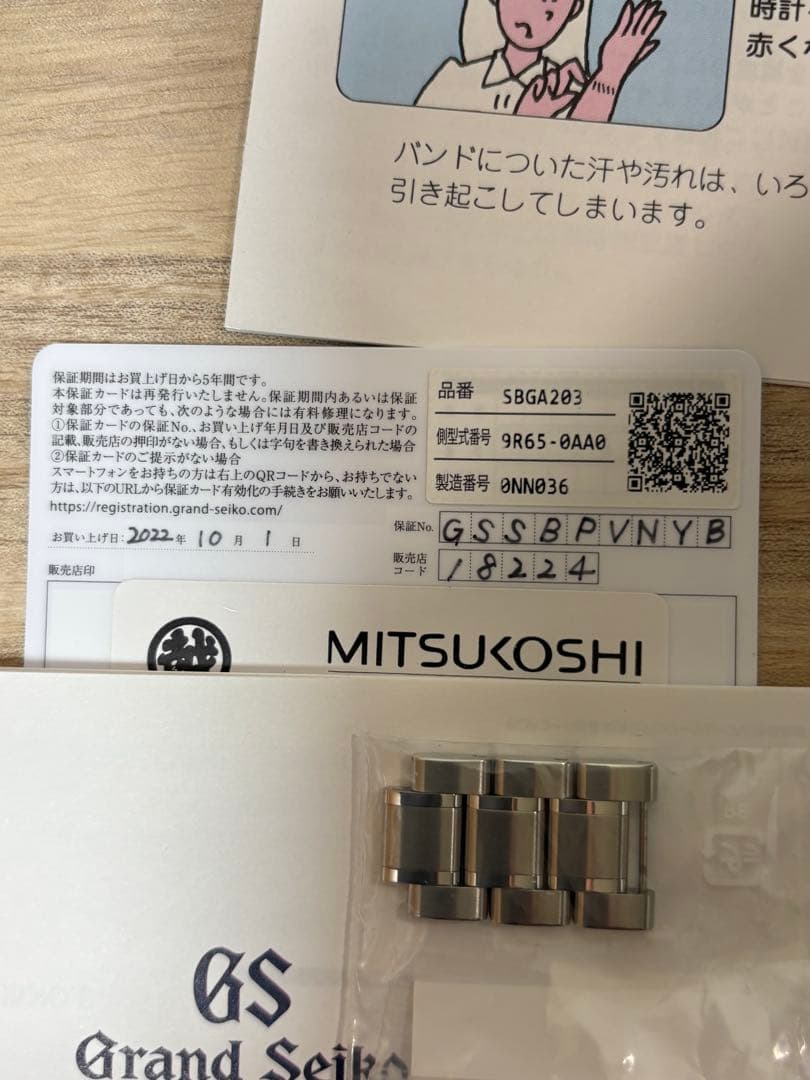 時計
赤く
バンドについた汗や汚れは、いろ
引き起こしてしまいます。
保証期間はお買上げ日から5年間です。
本保証カードは再発行いたしません。保証期間内あるいは保証
対象部分であっても、次のような場合には有料修理になります。
①保証カードの保証No.、お買い上げ年月日及び販売店コードの
記載、販売店の押印がない場合、もしくは字句を書き換えられた場合
②保証カードのご提示がない場合
スマートフォンをお持ちの方は右上のQRコードから、お持ちでない
方は、以下のURLから保証カード有効化の手続きをお願いいたします。
https://registration.grand-seiko.com/
お買い上げ日:2022年 10 月 1 日
販売店印
品番 SBGA203
側型式番号 9R65-0AA0
製造番号 0NN036
保証No. GSSBPVNYB
販売店
コード 18224
越 MITSUKOSHI
GS
Grand Seiko